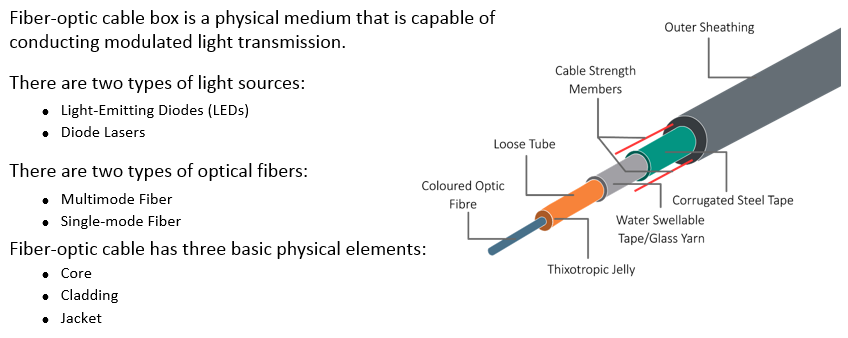 Fiber-optic cable box is a physical medium that is capable of
conducting modulated light transmission.
There are two types of light sources:
• Light-Emitting Diodes (LEDs)
• Diode Lasers
There are two types of optical fibers:
• Multimode Fiber
• Single-mode Fiber
Fiber-optic cable has three basic physical elements:
• Core
• Cladding
• Jacket
Outer Sheathing
Cable Strength
Members
Loose Tube
Coloured Optic
Fibre
Corrugated Steel Tape
Water Swellable
Tape/Glass Yarn
Thixotropic Jelly